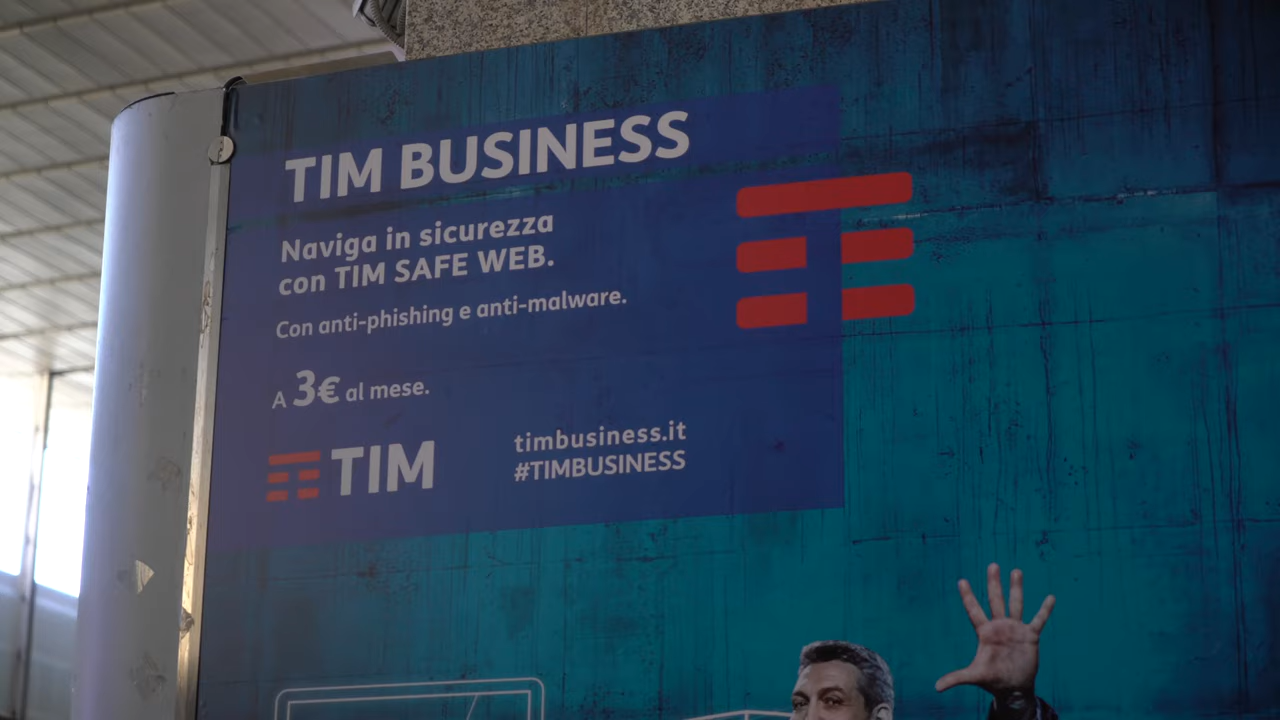 TIM BUSINESS
Naviga in sicurezza
con TIM SAFE WEB.
Con anti-phishing e anti-malware.
A 3€ al mese.
TIM
timbusiness.it
#TIMBUSINESS